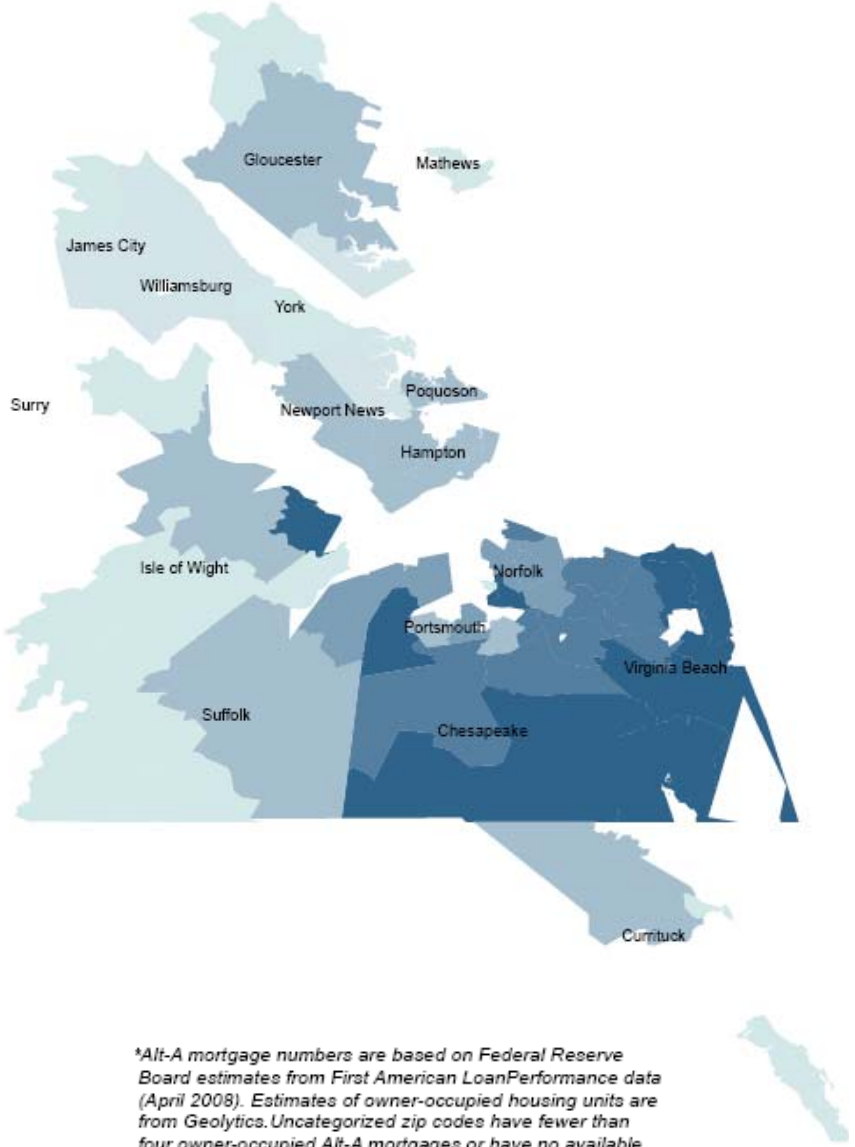 Gloucester
Mathews
James City
Williamsburg
York
Surry
Poquoson
Newport News
Hampton
Isle of Wight
Norfolk
Portsmouth
Virginia Beach
Suffolk
Chesapeake
Currituck
*Alt-A mortgage numbers are based on Federal Reserve
Board estimates from First American LoanPerformance data
(April 2008). Estimates of owner-occupied housing units are
from Geolytics.Uncategorized zip codes have fewer than
four owner-occupied Alt-A mortgages or have no available